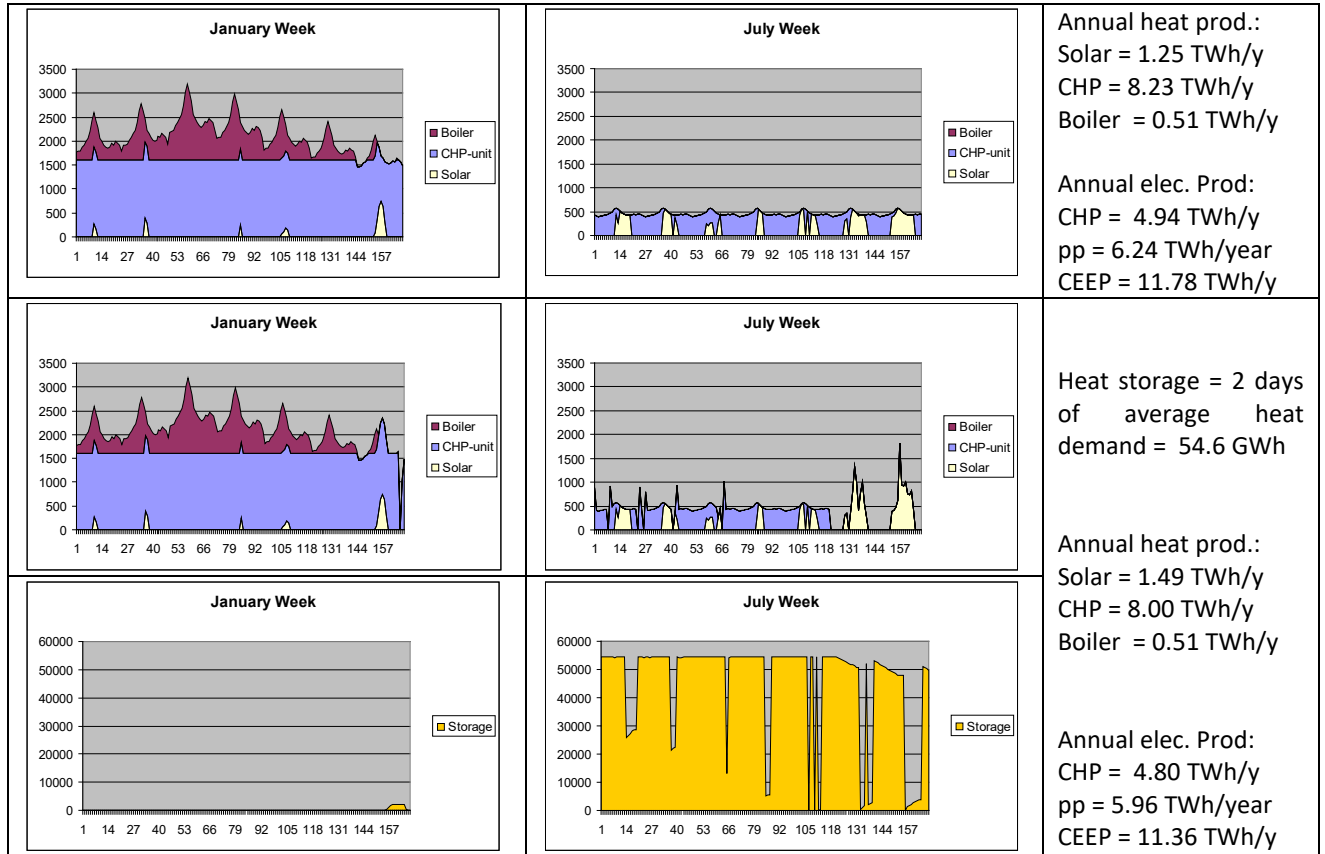 January Week
3500
3000
2500
2000
1500
1000
500
0
1 14 27 40 53 66 79 92 105 118 131 144 157
Boiler
CHP-unit
Solar
July Week
3500
3000
2500
2000
1500
1000
500
0
1 14 27 40 53 66 79 92 105 118 131 144 157
Boiler
CHP-unit
Solar
Annual heat prod.:
Solar = 1.25 TWh/y
CHP = 8.23 TWh/y
Boiler = 0.51 TWh/y
Annual elec. Prod:
CHP = 4.94 TWh/y
pp = 6.24 TWh/year
CEEP = 11.78 TWh/y
January Week
3500
3000
2500
2000
1500
1000
500
0
1 14 27 40 53 66 79 92 105 118 131 144 157
Boiler
CHP-unit
Solar
July Week
3500
3000
2500
2000
1500
1000
500
0
1 14 27 40 53 66 79 92 105 118 131 144 157
Boiler
CHP-unit
Solar
January Week
60000
50000
40000
30000
20000
10000
0
1 14 27 40 53 66 79 92 105 118 131 144 157
Storage
July Week
60000
50000
40000
30000
20000
10000
0
1 14 27 40 53 66 79 92 105 118 131 144 157
Storage
Heat storage = 2 days
of average heat
demand = 54.6 GWh
Annual heat prod.:
Solar = 1.49 TWh/y
CHP = 8.00 TWh/y
Boiler = 0.51 TWh/y
Annual elec. Prod:
CHP = 4.80 TWh/y
pp = 5.96 TWh/year
CEEP = 11.36 TWh/y